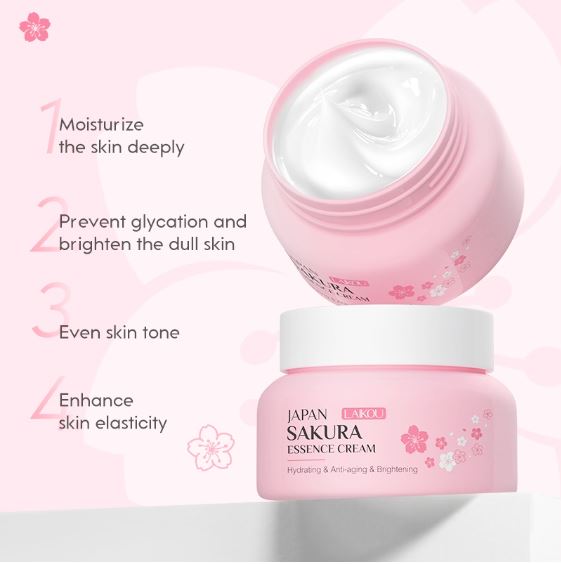 1
Moisturize
the skin deeply
2
Prevent glycation and
brighten the dull skin
3
Even skin tone
4
Enhance
skin elasticity
LAIKOU
JAPAN LAIKOU
SAKURA
ESSENCE CREAM
Hydrating & Anti-aging & Brightening